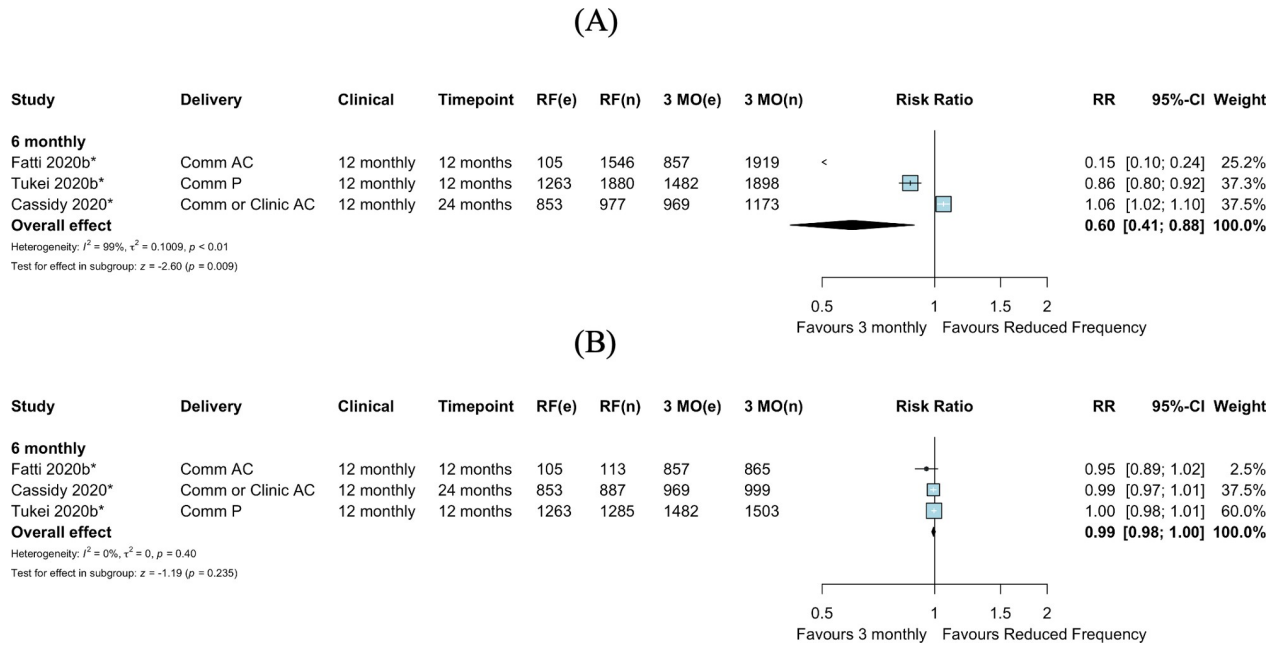 (A)
Study Delivery Clinical Timepoint RF(e) RF(n) 3 MO(e) 3 MO(n) Risk Ratio RR 95%-CI Weight
6 monthly
Fatti 2020b* Comm AC 12 monthly 12 months 105 1546 857 1919 0.15 [0.10; 0.24] 25.2%
Tukei 2020b* Comm P 12 monthly 12 months 1263 1880 1482 1898 0.86 [0.80; 0.92] 37.3%
Cassidy 2020* Comm or Clinic AC 12 monthly 24 months 853 977 969 1173 1.06 [1.02; 1.10] 37.5%
Overall effect 0.60 [0.41; 0.88] 100.0%
Heterogeneity: I² = 99%, τ² = 0.1009, p < 0.01
Test for effect in subgroup: z = -2.60 (p = 0.009)
0.5 1 1.5 2
Favours 3 monthly Favours Reduced Frequency
(B)
Study Delivery Clinical Timepoint RF(e) RF(n) 3 MO(e) 3 MO(n) Risk Ratio RR 95%-CI Weight
6 monthly
Fatti 2020b* Comm AC 12 monthly 12 months 105 113 857 865 0.95 [0.89; 1.02] 2.5%
Cassidy 2020* Comm or Clinic AC 12 monthly 24 months 853 887 969 999 0.99 [0.97; 1.01] 37.5%
Tukei 2020b* Comm P 12 monthly 12 months 1263 1285 1482 1503 1.00 [0.98; 1.01] 60.0%
Overall effect 0.99 [0.98; 1.00] 100.0%
Heterogeneity: I² = 0%, τ² = 0, p = 0.40
Test for effect in subgroup: z = -1.19 (p = 0.235)
0.5 1 1.5 2
Favours 3 monthly Favours Reduced Frequency